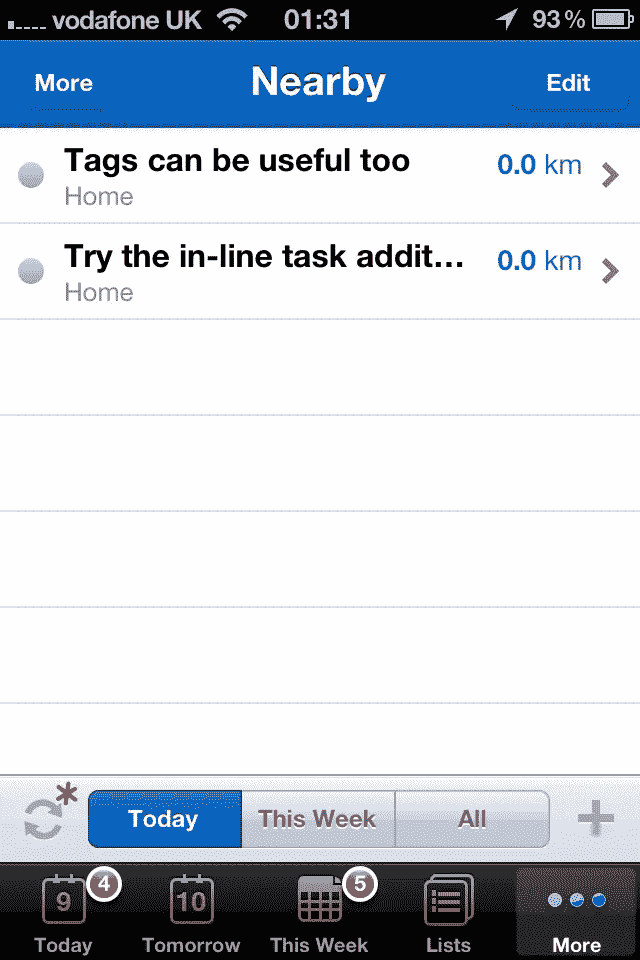 vodafone UK 01:31 93%
More Nearby Edit
Tags can be useful too 0.0 km
Home
Try the in-line task addit… 0.0 km
Home
Today This Week All
9 4 10 5
Today Tomorrow This Week Lists More